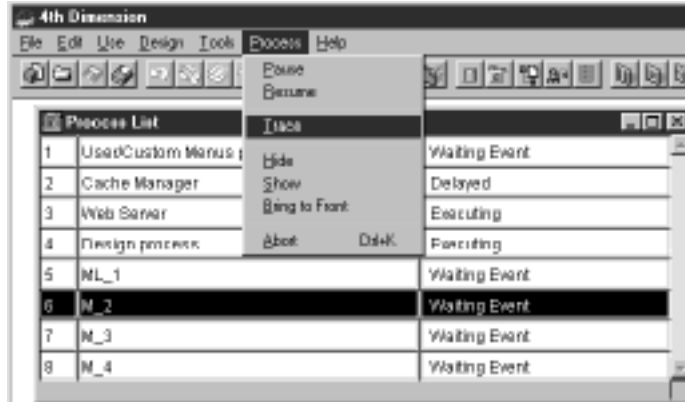 4th Dimension
File Edit Use Design Tools Process Help
Pause
Resume
Trace
Hide
Show
Bring to Front
Abort Ctrl+K
Process List
1 User/Custom Menus Waiting Event
2 Cache Manager Delayed
3 Web Server Executing
4 Design process Executing
5 ML_1 Waiting Event
6 M_2 Waiting Event
7 M_3 Waiting Event
8 M_4 Waiting Event